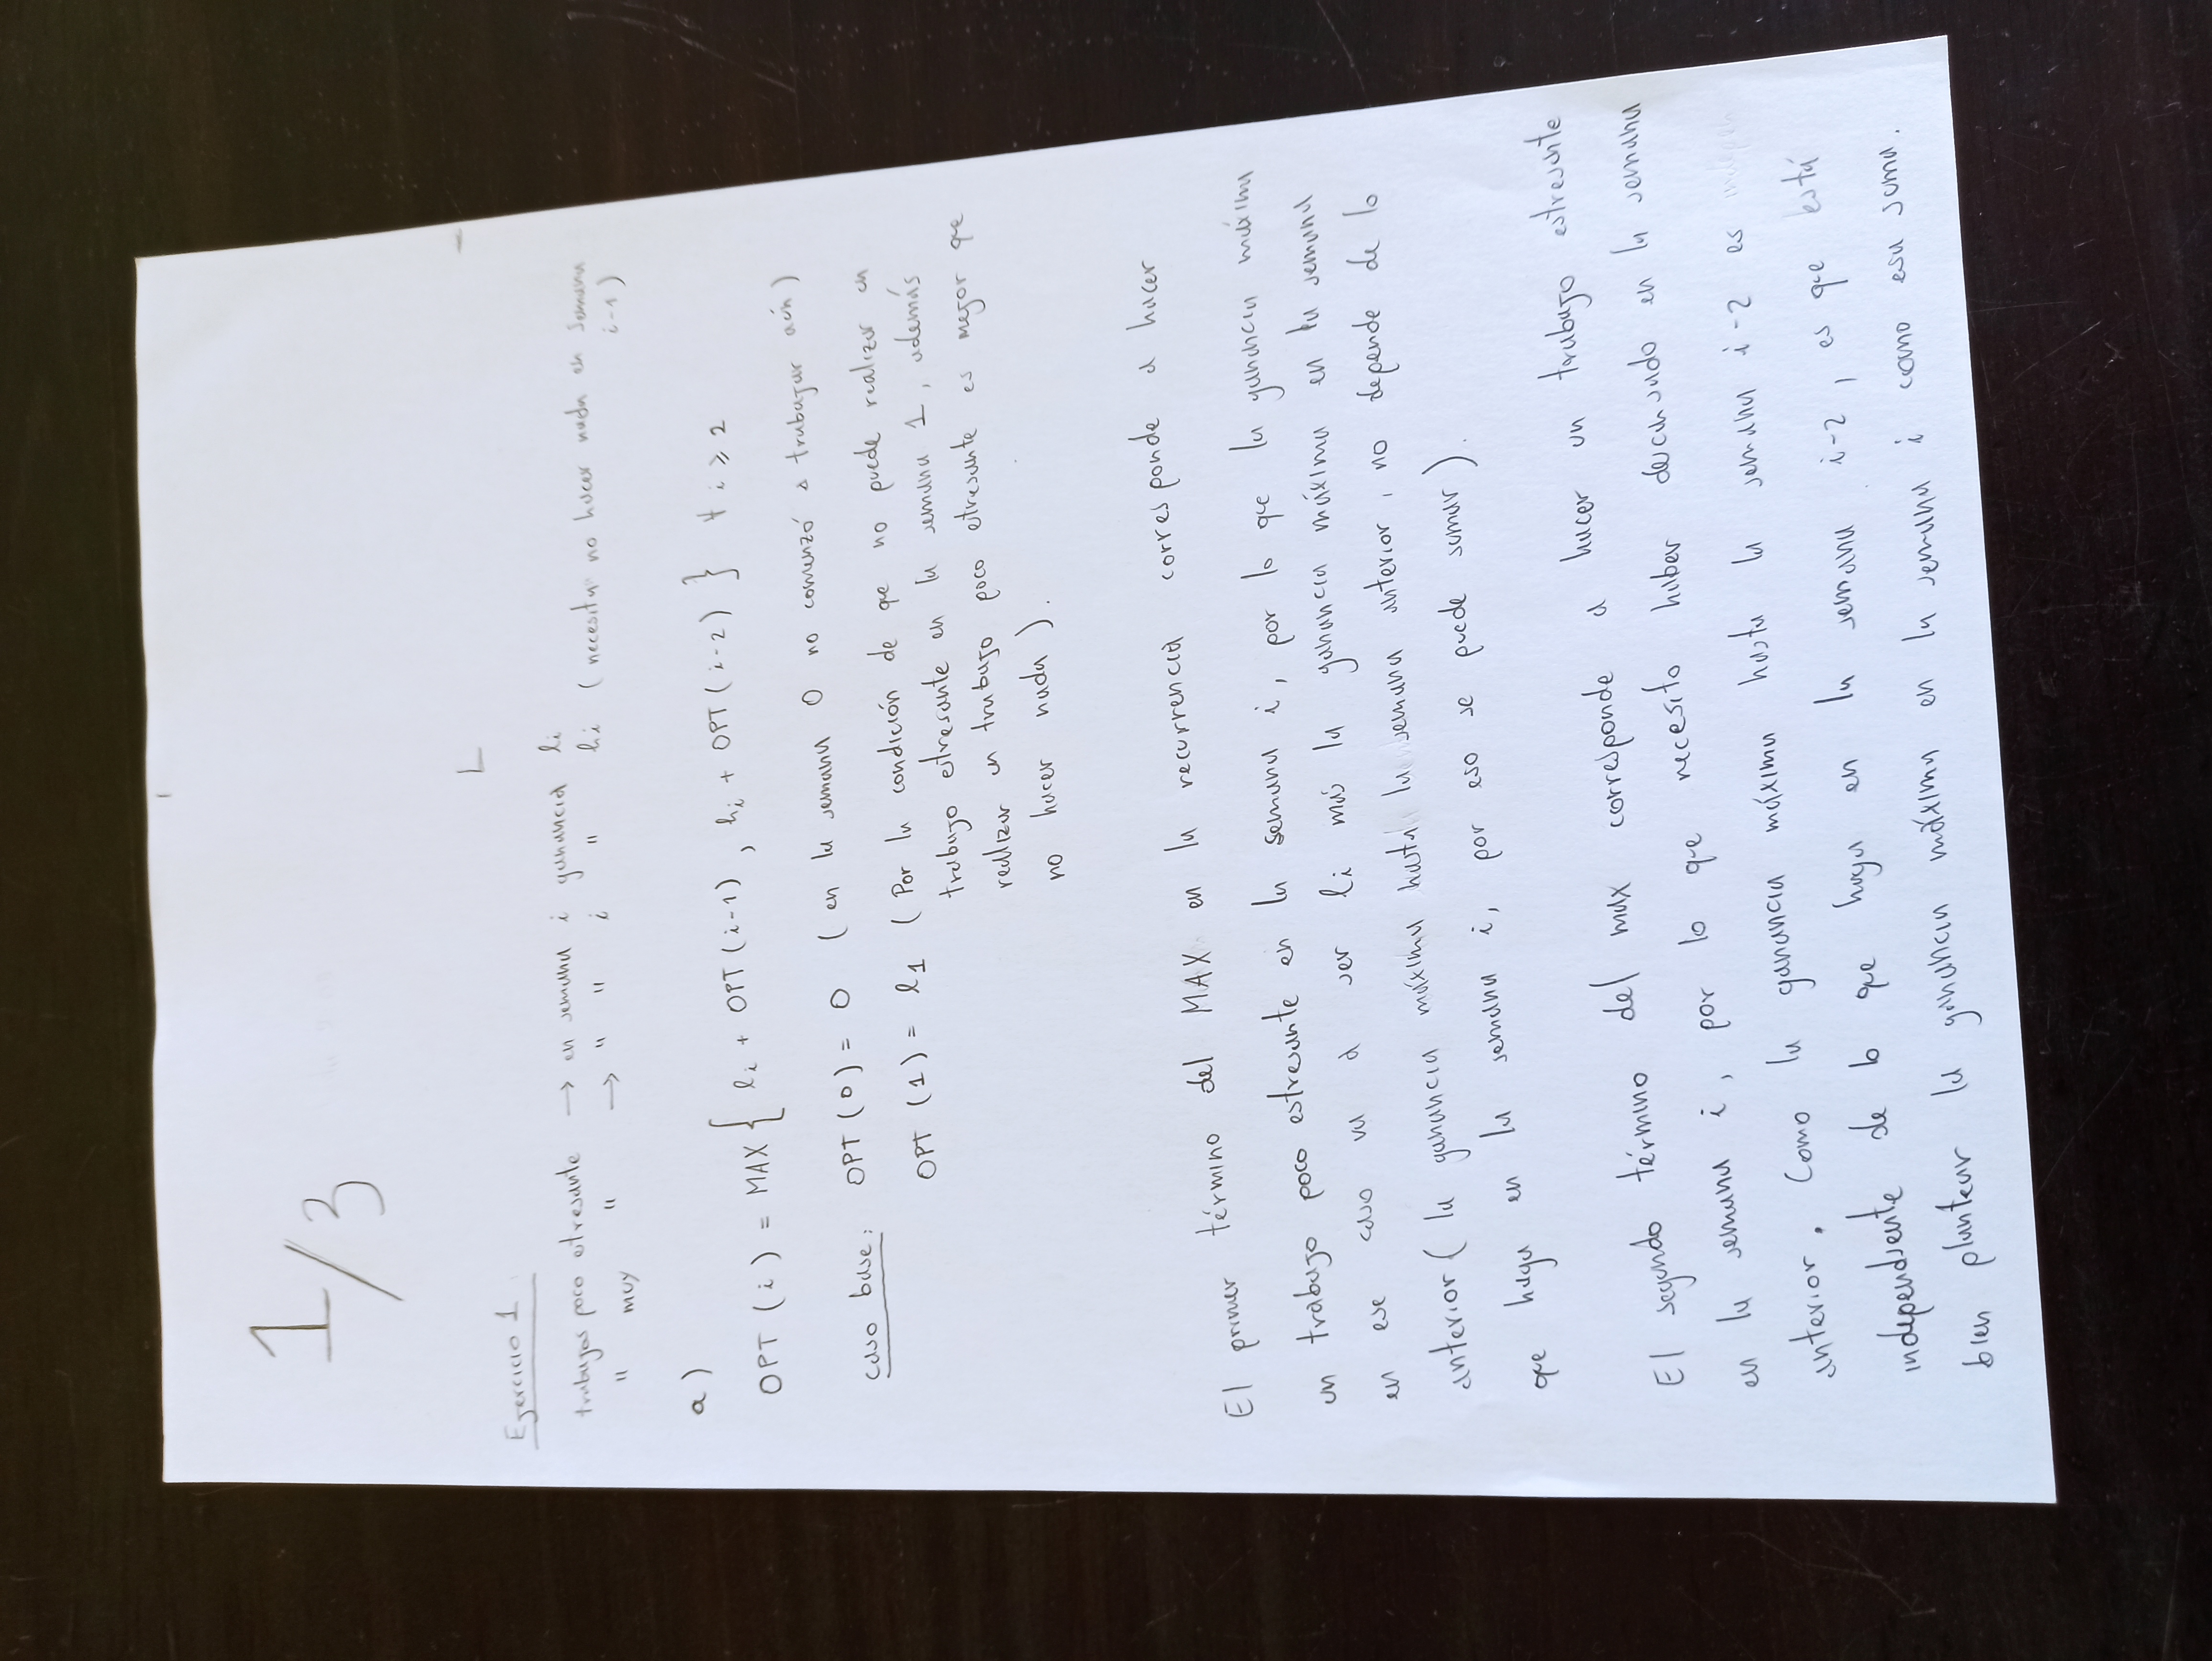 1/3
Ejercicio 1
trabajos poco estresante → en semana i ganancia li
" muy " → " " i " hi (necesita no hacer nada en semana
i-1)
a)
OPT (i) = MAX { li + OPT (i-1) , hi + OPT (i-2) } ∀ i ⩾ 2
caso base: OPT (0) = 0 (en la semana 0 no comenzó a trabajar aún)
OPT (1) = l1 (Por la condición de que no puede realizar un
trabajo estresante en la semana 1, además
realizar un trabajo poco estresante es mejor que
no hacer nada).
El primer término del MAX en la recurrencia corresponde a hacer
un trabajo poco estresante en la semana i, por lo que la ganancia máxima
en ese caso va a ser li más la ganancia máxima en la semana
anterior (la ganancia máxima hasta la semana anterior, no depende de lo
que haga en la semana i, por eso se puede sumar).
El segundo término del max corresponde a hacer un trabajo estresante
en la semana i, por lo que necesito haber descansado en la semana
anterior. Como la ganancia máxima hasta la semana i-2 es
independiente de lo que haga en la semana i-2, es que está
bien plantear la ganancia máxima en la semana i como esa suma.